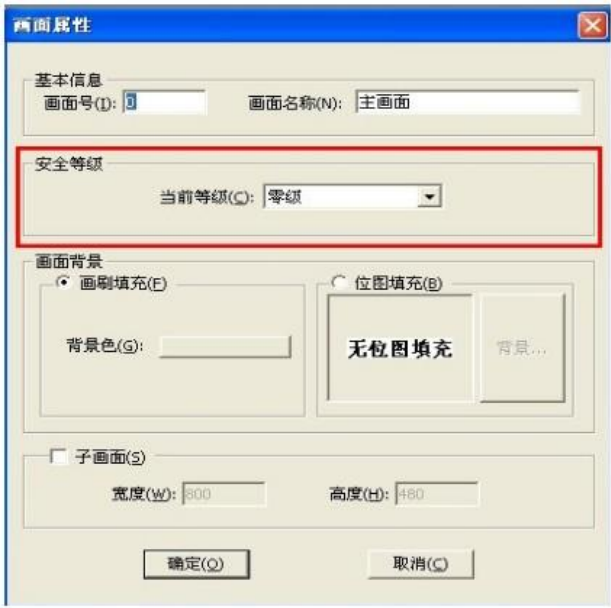 画面属性
基本信息
画面号(I): 0 画面名称(N): 主画面
安全等级
当前等级(C): 零级
画面背景
画刷填充(F) 位图填充(B)
背景色(G): 无位图填充 背景...
子画面(S)
宽度(W): 800 高度(H): 480
确定(O) 取消(C)